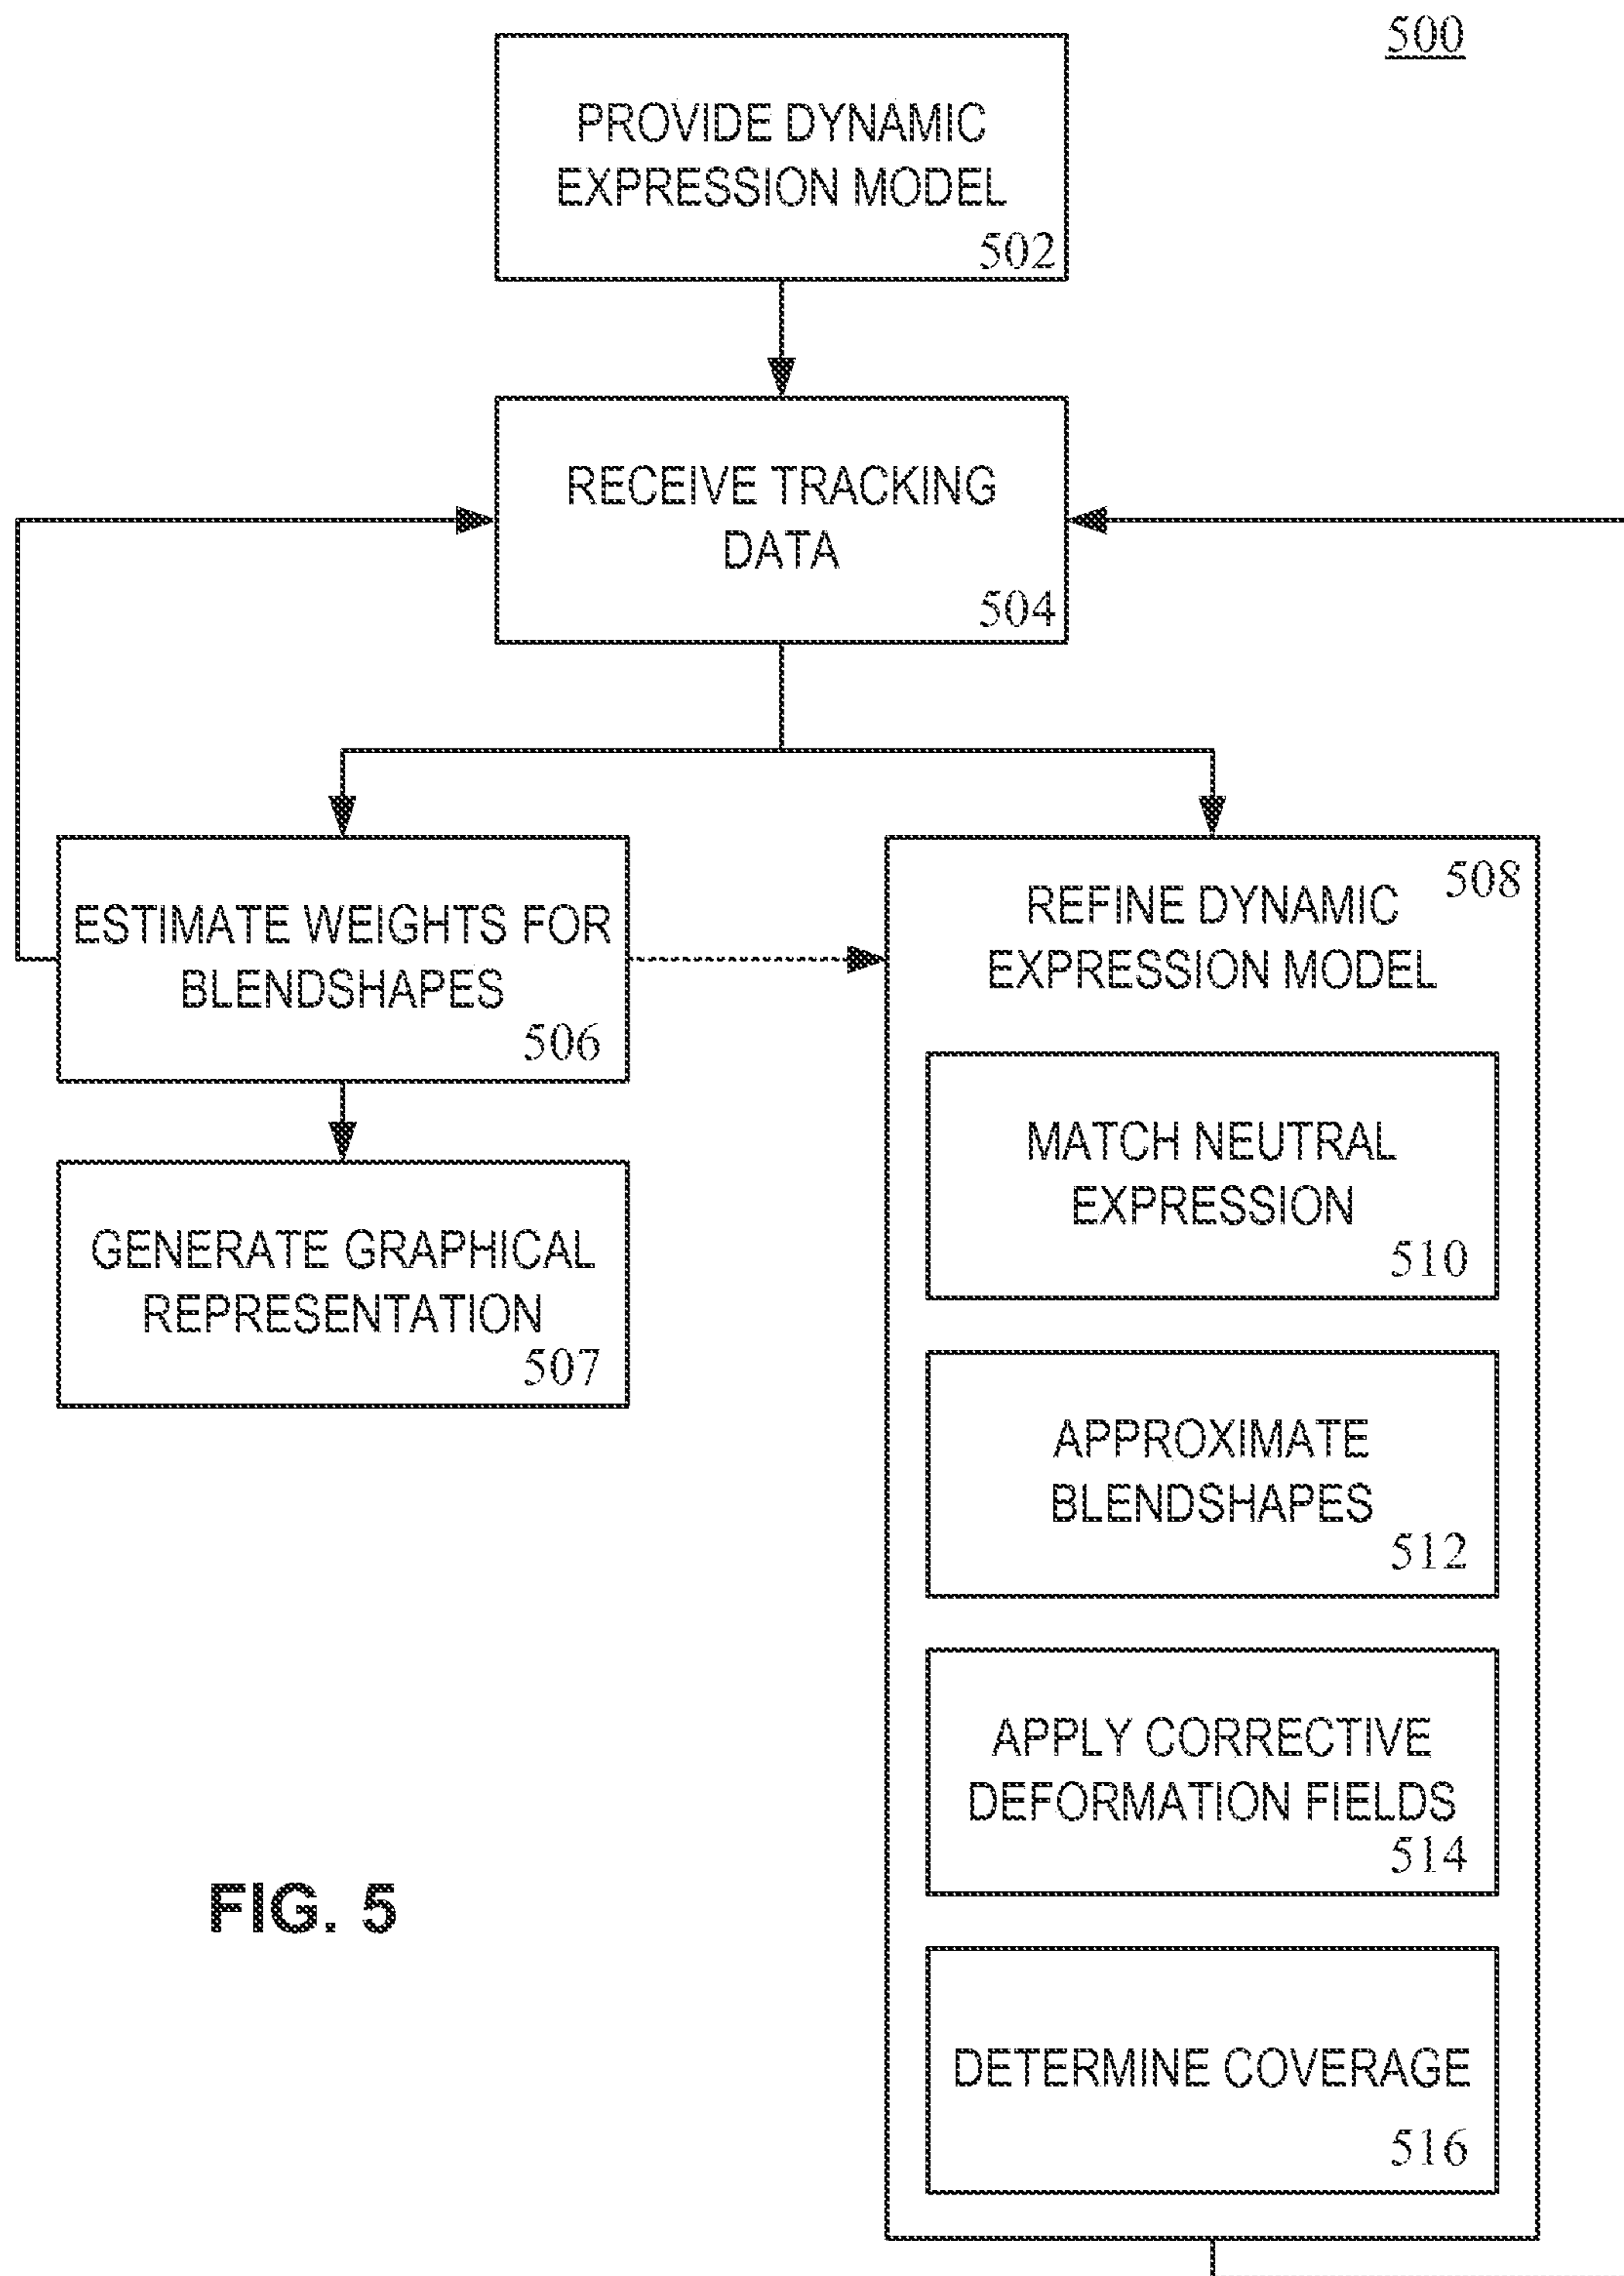 500
PROVIDE DYNAMIC
EXPRESSION MODEL
502
RECEIVE TRACKING
DATA
504
ESTIMATE WEIGHTS FOR
BLENDSHAPES
506
GENERATE GRAPHICAL
REPRESENTATION
507
508
REFINE DYNAMIC
EXPRESSION MODEL
MATCH NEUTRAL
EXPRESSION
510
APPROXIMATE
BLENDSHAPES
512
APPLY CORRECTIVE
DEFORMATION FIELDS
514
DETERMINE COVERAGE
516
FIG. 5